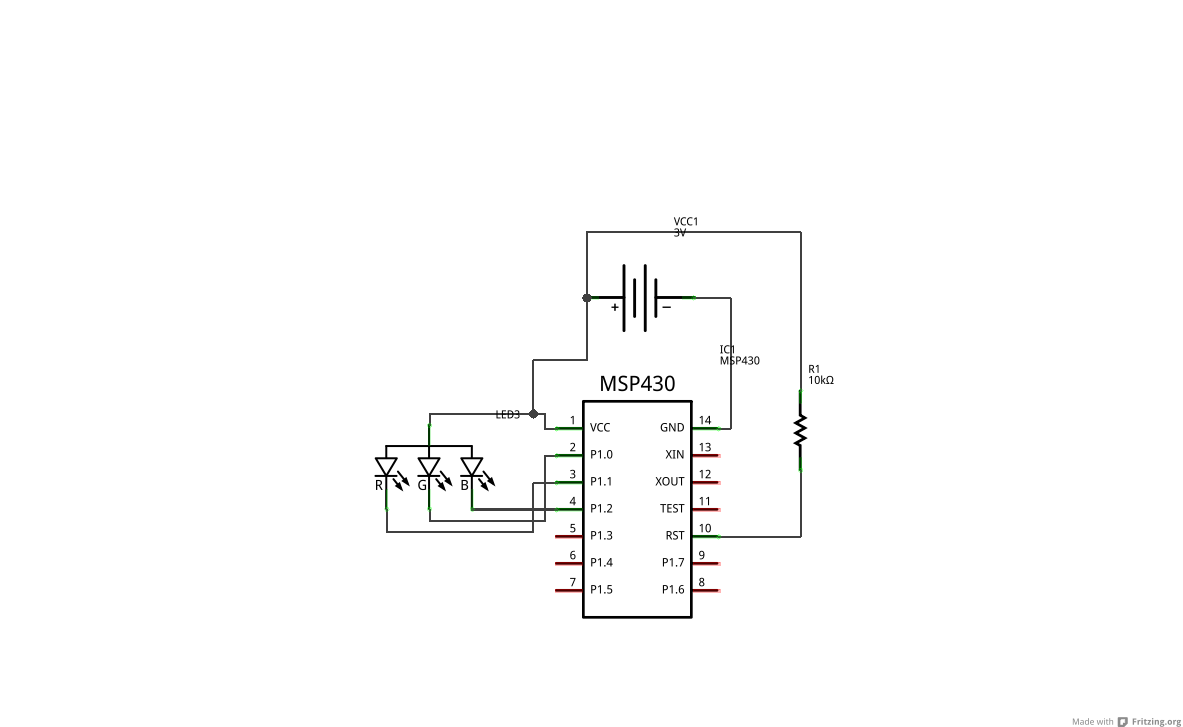 VCC1
3V
+
−
IC1
MSP430
R1
10kΩ
MSP430
LED3
1 VCC GND 14
2 P1.0 XIN 13
3 P1.1 XOUT 12
4 P1.2 TEST 11
5 P1.3 RST 10
6 P1.4 P1.7 9
7 P1.5 P1.6 8
R G B
Made with Fritzing.org